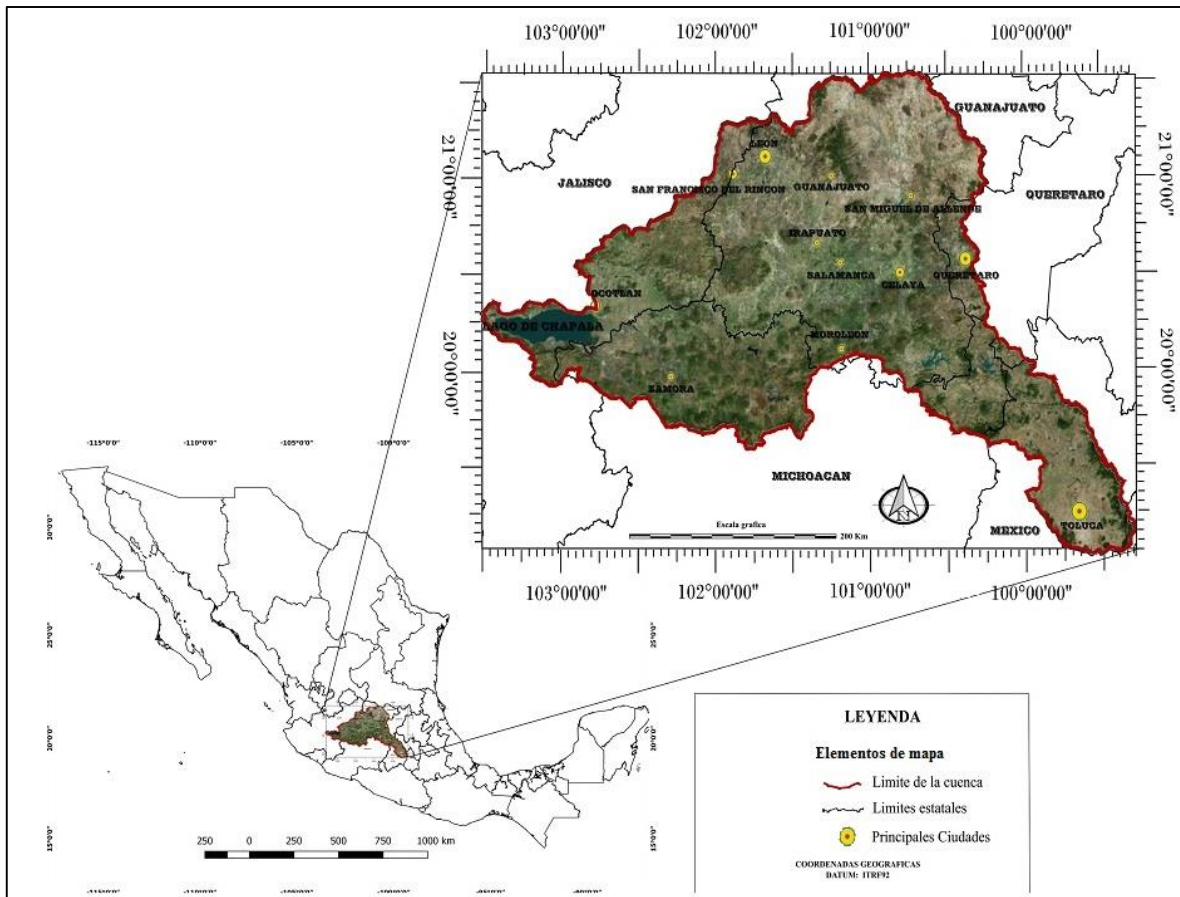 103°00'00" 102°00'00" 101°00'00" 100°00'00"
GUANAJUATO
21°00'00"
21°00'00"
LEON
JALISCO
SAN FRANCISCO DEL RINCON
GUANAJUATO
QUERETARO
SAN MIGUEL DE ALLENDE
IRAPUATO
SALAMANCA
CELAYA
QUERETARO
OCOTLAN
LAGO DE CHAPALA
MOROLEON
20°00'00"
20°00'00"
ZAMORA
MICHOACAN
N
Escala grafica
200 Km
MEXICO
TOLUCA
103°00'00" 102°00'00" 101°00'00" 100°00'00"
-115°0'0" -110°0'0" -105°0'0" -100°0'0"
30°0'0"
25°0'0"
25°0'0"
20°0'0"
20°0'0"
15°0'0"
15°0'0"
250 0 250 500 750 1000 km
LEYENDA
Elementos de mapa
Limite de la cuenca
Limites estatales
Principales Ciudades
COORDENADAS GEOGRAFICAS
DATUM: ITRF92